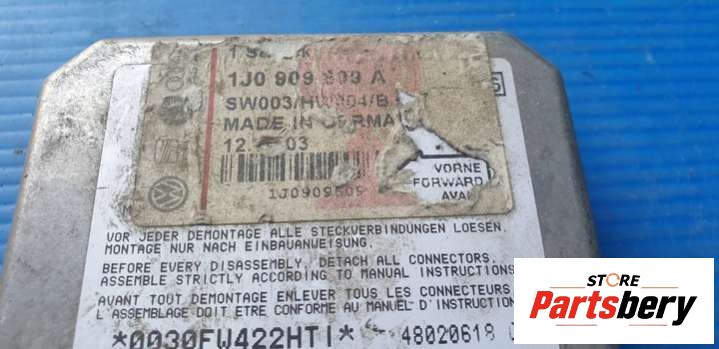 1J0 909 609 A
SW003/HW004/B
MADE IN GERMA
12 03
VORNE
FORWARD
AVAN
1J0909609
VOR JEDER DEMONTAGE ALLE STECKVERBINDUNGEN LOESEN.
MONTAGE NUR NACH EINBAUANWEISUNG.
BEFORE EVERY DISASSEMBLY, DETACH ALL CONNECTORS.
ASSEMBLE STRICTLY ACCORDING TO MANUAL INSTRUCTIONS
AVANT TOUT DEMONTAGE ENLEVER TOUS LES CONNECTEURS
L'ASSEMBLAGE DOIT ETRE CONFORME AU MANUEL D'INSTRUCTION
*0030FW422HTI*
48020618
STORE
Partsbery